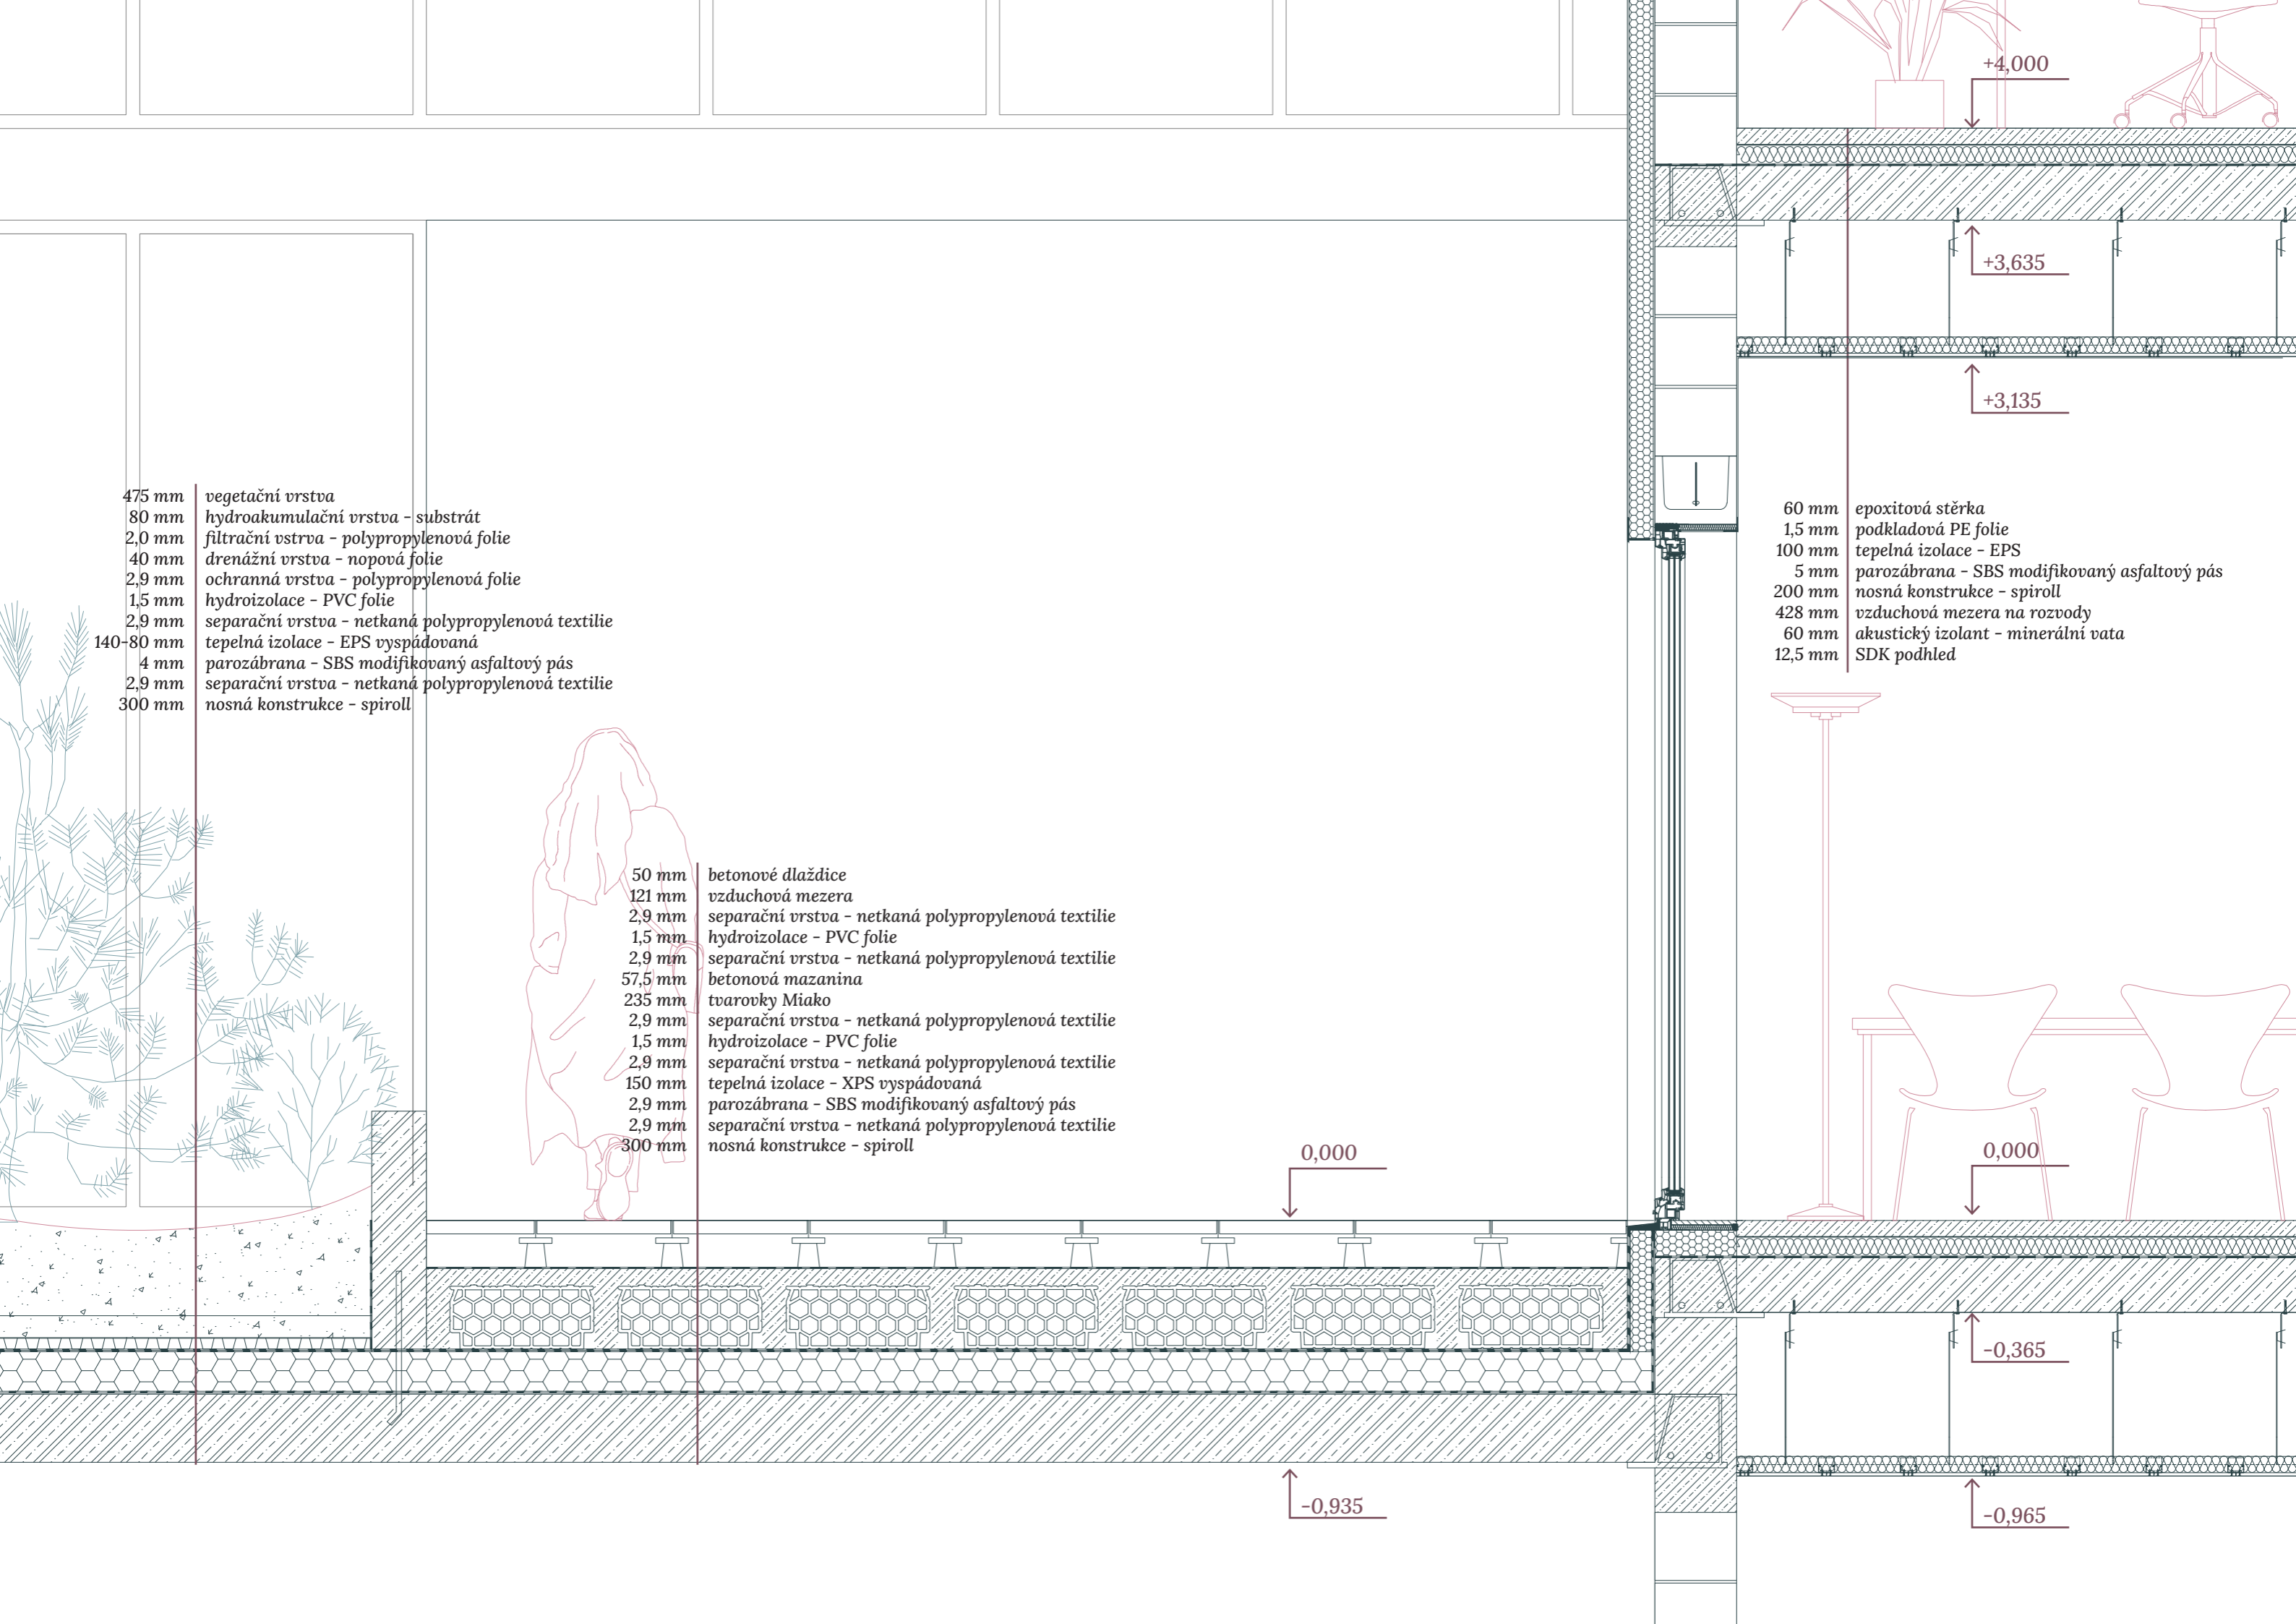 +4,000
+3,635
+3,135
475 mm vegetační vrstva
80 mm hydroakumulační vrstva - substrát
2,0 mm filtrační vstrva - polypropylenová folie
40 mm drenážní vrstva - nopová folie
2,9 mm ochranná vrstva - polypropylenová folie
1,5 mm hydroizolace - PVC folie
2,9 mm separační vrstva - netkaná polypropylenová textilie
140-80 mm tepelná izolace - EPS vyspádovaná
4 mm parozábrana - SBS modifikovaný asfaltový pás
2,9 mm separační vrstva - netkaná polypropylenová textilie
300 mm nosná konstrukce - spiroll
60 mm epoxitová stěrka
1,5 mm podkladová PE folie
100 mm tepelná izolace - EPS
5 mm parozábrana - SBS modifikovaný asfaltový pás
200 mm nosná konstrukce - spiroll
428 mm vzduchová mezera na rozvody
60 mm akustický izolant - minerální vata
12,5 mm SDK podhled
50 mm betonové dlaždice
121 mm vzduchová mezera
2,9 mm separační vrstva - netkaná polypropylenová textilie
1,5 mm hydroizolace - PVC folie
2,9 mm separační vrstva - netkaná polypropylenová textilie
57,5 mm betonová mazanina
235 mm tvarovky Miako
2,9 mm separační vrstva - netkaná polypropylenová textilie
1,5 mm hydroizolace - PVC folie
2,9 mm separační vrstva - netkaná polypropylenová textilie
150 mm tepelná izolace - XPS vyspádovaná
2,9 mm parozábrana - SBS modifikovaný asfaltový pás
2,9 mm separační vrstva - netkaná polypropylenová textilie
300 mm nosná konstrukce - spiroll
0,000
0,000
-0,365
-0,935
-0,965